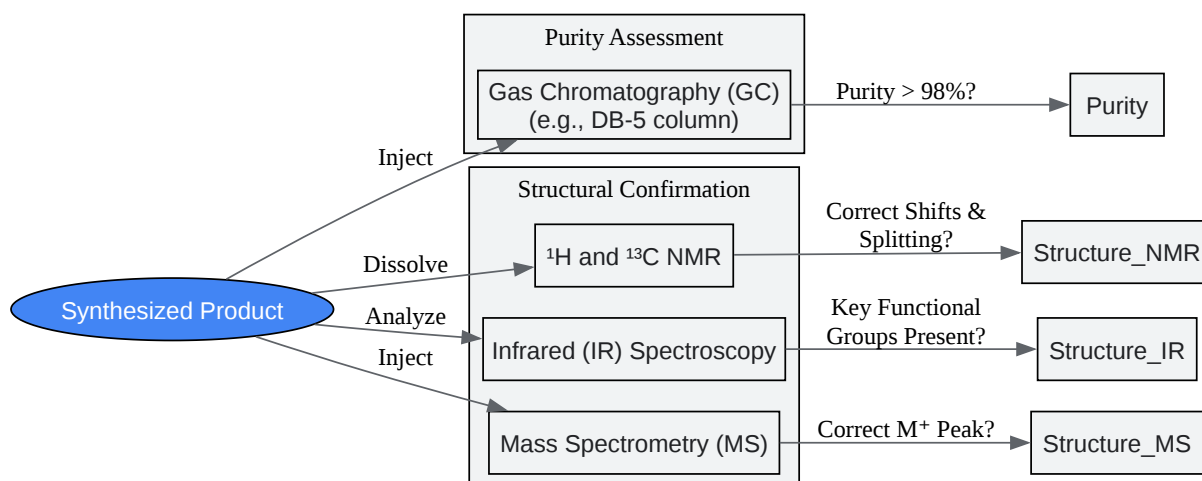 Purity Assessment
Gas Chromatography (GC)
(e.g., DB-5 column)
Purity > 98%?
Purity
Inject
Structural Confirmation
¹H and ¹³C NMR
Correct Shifts &
Splitting?
Structure_NMR
Dissolve
Synthesized Product
Analyze
Infrared (IR) Spectroscopy
Key Functional
Groups Present?
Structure_IR
Inject
Mass Spectrometry (MS)
Correct M⁺ Peak?
Structure_MS